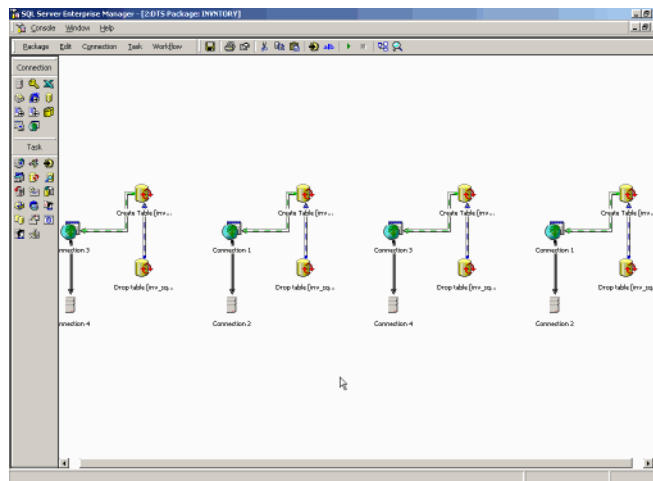 SQL Server Enterprise Manager - [2:DTS Package: INVNTORY]
Console Window Help
Package Edit Connection Task Workflow
Connection
Task
Create Table [inv... Create Table [inv... Create Table [inv... Create Table [inv...
nnection 3 Connection 1 Connection 3 Connection 1
Drop table [inv_sq... Drop table [inv_sq... Drop table [inv_sq... Drop table [inv_sq
nnection 4 Connection 2 Connection 4 Connection 2